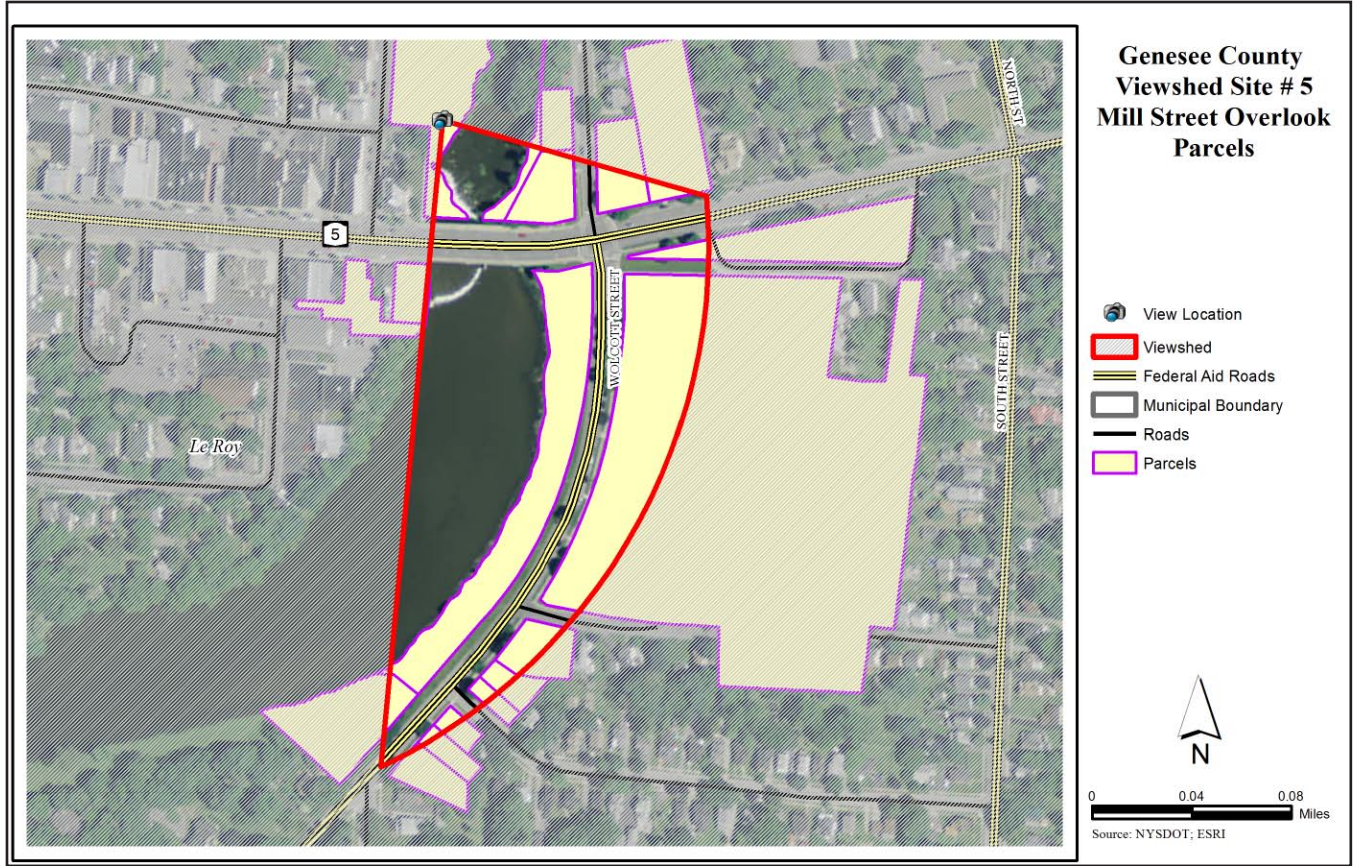 Genesee County
Viewshed Site # 5
Mill Street Overlook
Parcels
NORTH ST
5
WOLCOTT STREET
SOUTH STREET
Le Roy
View Location
Viewshed
Federal Aid Roads
Municipal Boundary
Roads
Parcels
N
0 0.04 0.08
Miles
Source: NYSDOT; ESRI